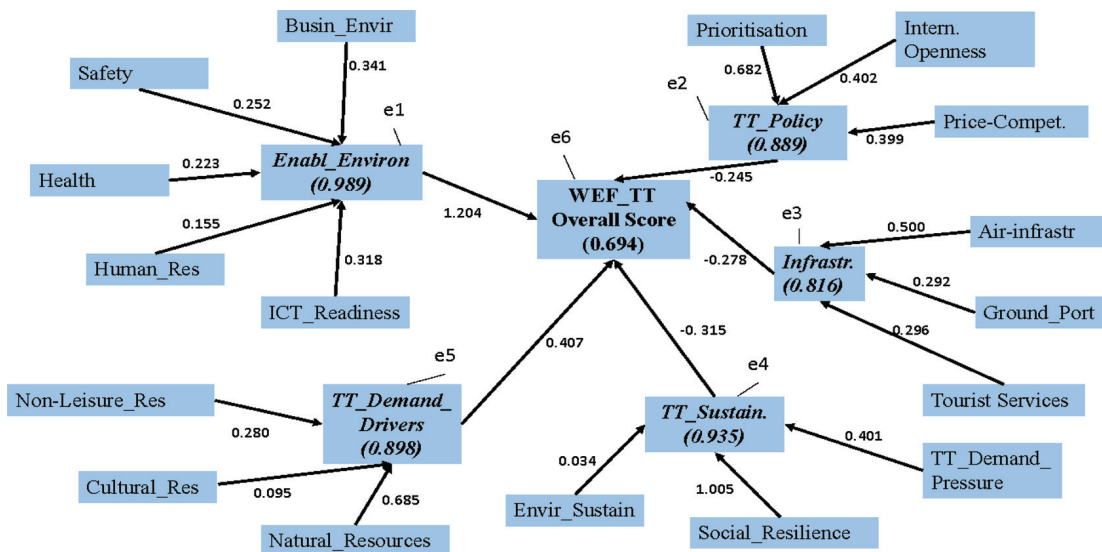 Busin_Envir
Prioritisation
Intern.
Openness
Safety
0.341
0.682
0.402
0.252
e1
e2
TT_Policy
(0.889)
Price-Compet.
0.399
e6
Health
0.223
Enabl_Environ
(0.989)
-0.245
WEF_TT
Overall Score
(0.694)
1.204
0.155
e3
0.500
Air-infrastr
Human_Res
0.318
-0.278
Infrastr.
(0.816)
0.292
Ground_Port
ICT_Readiness
0.296
-0.315
0.407
e5
e4
Non-Leisure_Res
0.280
TT_Demand_
Drivers
(0.898)
TT_Sustain.
(0.935)
Tourist Services
0.401
TT_Demand_
Pressure
0.034
Cultural_Res
0.095
0.685
1.005
Envir_Sustain
Social_Resilience
Natural_Resources